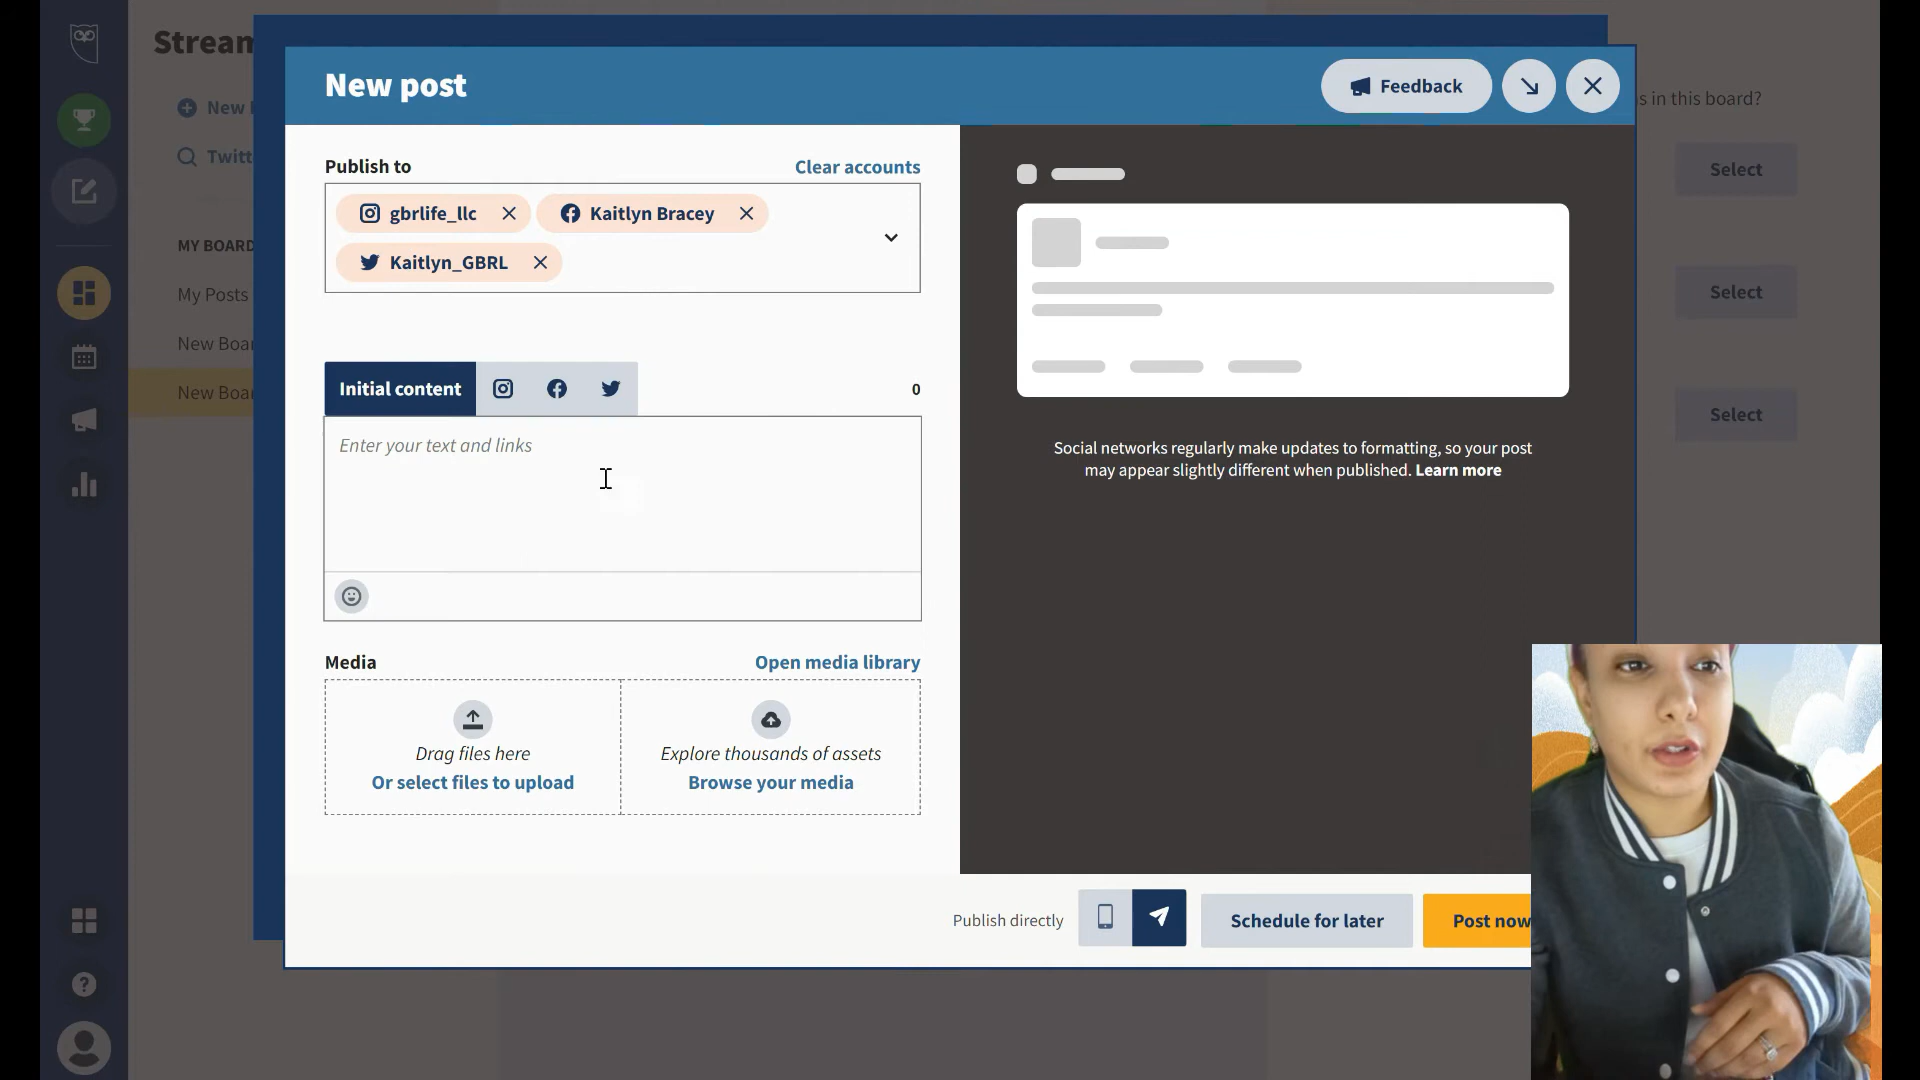 Stream
New post
Feedback
New
s in this board?
Twitt
Publish to
Clear accounts
Select
gbrlife_llc
Kaitlyn Bracey
MY BOARD
Kaitlyn_GBRL
My Posts
Select
New Boar
Social networks regularly make updates to formatting, so your post
may appear slightly different when published. Learn more
Initial content
0
New Boar
Select
Enter your text and links
Media
Open media library
Drag files here
Or select files to upload
Explore thousands of assets
Browse your media
Publish directly
Schedule for later
Post now